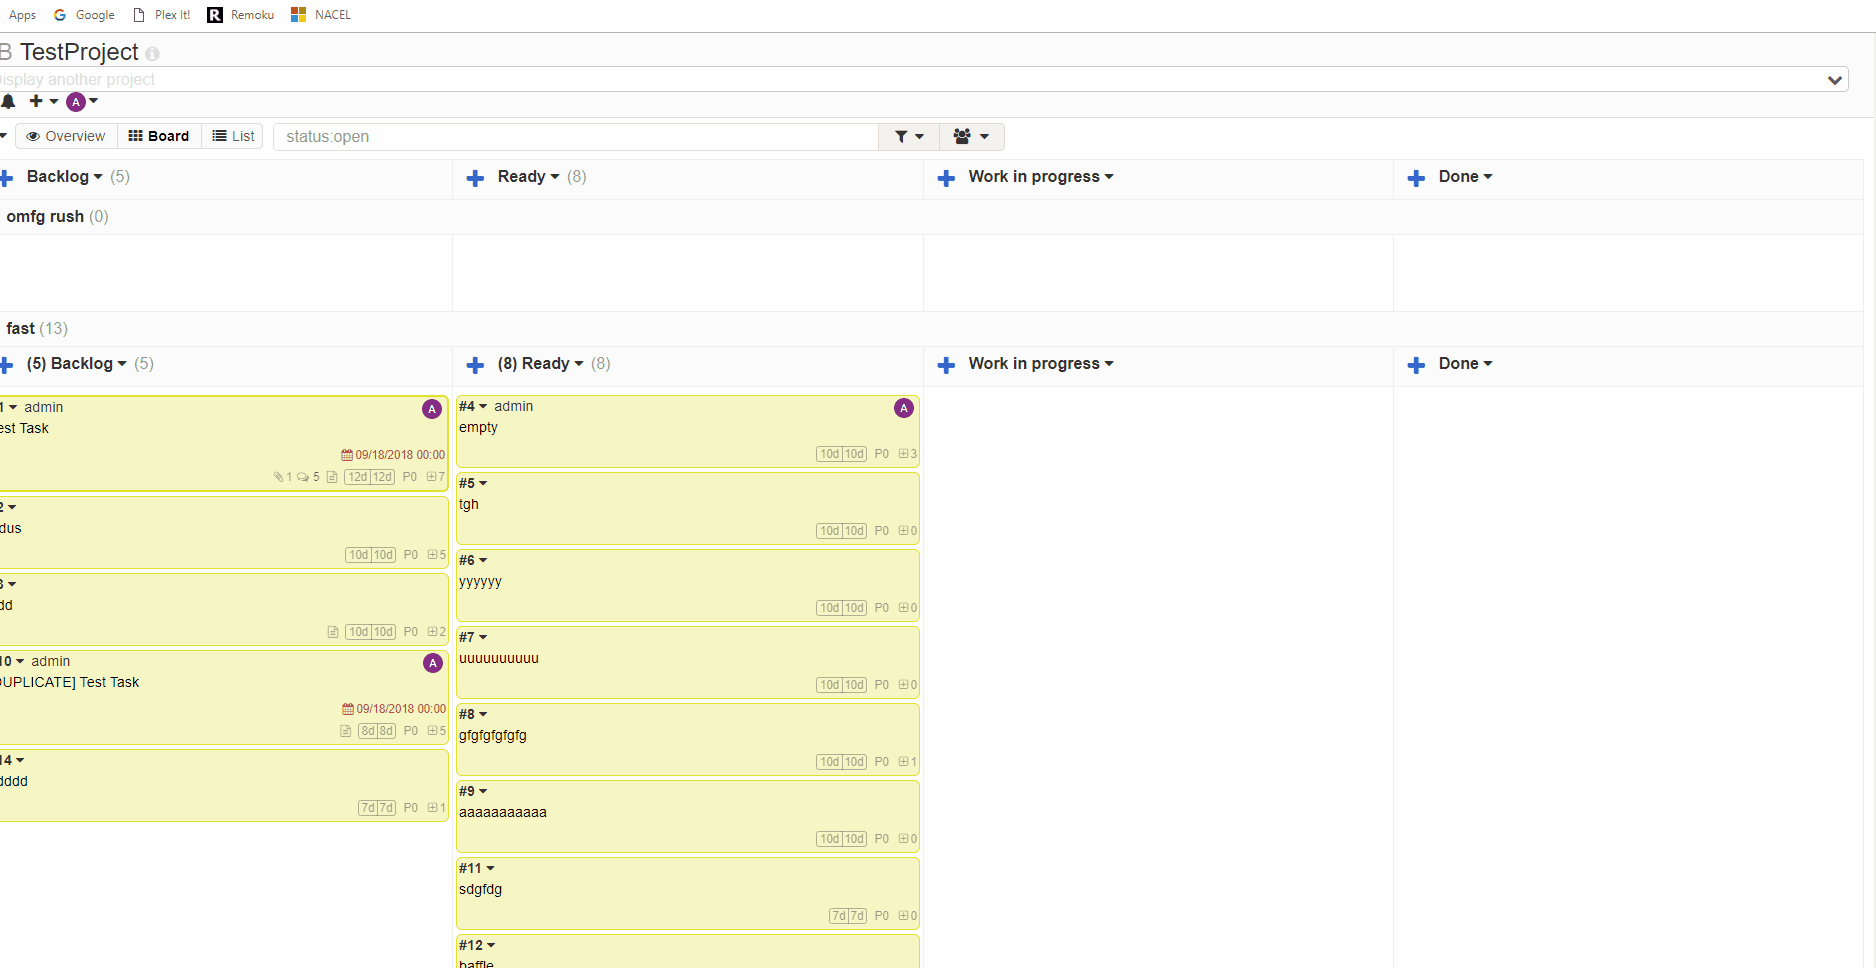 Apps Google Plex It! Remoku NACEL
B TestProject
isplay another project
A
Overview Board List status:open
Backlog (5) Ready (8) Work in progress Done
omfg rush (0)
fast (13)
(5) Backlog (5) (8) Ready (8) Work in progress Done
1 admin A
est Task
09/18/2018 00:00
1 5 12d 12d P0 7
2
dus
10d 10d P0 5
3
dd
10d 10d P0 2
10 admin A
DUPLICATE] Test Task
09/18/2018 00:00
8d 8d P0 5
14
dddd
7d 7d P0 1
#4 admin A
empty
10d 10d P0 3
#5
tgh
10d 10d P0 0
#6
yyyyyy
10d 10d P0 0
#7
uuuuuuuuuu
10d 10d P0 0
#8
gfgfgfgfgfg
10d 10d P0 1
#9
aaaaaaaaaaa
10d 10d P0 0
#11
sdgfdg
7d 7d P0 0
#12
baffle